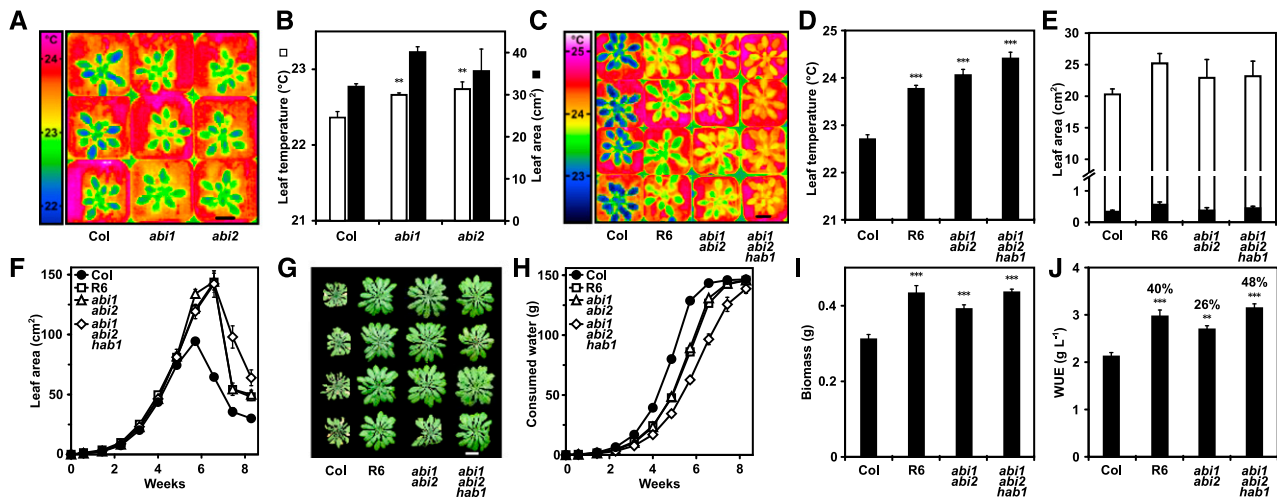 A
°C
24
23
22
Col
abi1
abi2
B
Leaf temperature (°C)
24
23
22
21
**
**
Leaf area (cm²)
40
30
20
10
0
Col
abi1
abi2
C
°C
25
24
23
Col
R6
abi1
abi2
abi1
abi2
hab1
D
Leaf temperature (°C)
25
24
23
22
21
***
***
***
Col
R6
abi1
abi2
abi1
abi2
hab1
E
Leaf area (cm²)
30
25
20
15
10
1
0
Col
R6
abi1
abi2
abi1
abi2
hab1
F
Leaf area (cm²)
150
100
50
0
Col
R6
abi1
abi2
abi1
abi2
hab1
0 2 4 6 8
Weeks
G
Col
R6
abi1
abi2
abi1
abi2
hab1
H
Consumed water (g)
150
100
50
0
Col
R6
abi1
abi2
abi1
abi2
hab1
0 2 4 6 8
Weeks
I
Biomass (g)
0.4
0.2
0
***
***
***
Col
R6
abi1
abi2
abi1
abi2
hab1
J
WUE (g L⁻¹)
4
3
2
1
0
40%
***
26%
**
48%
***
Col
R6
abi1
abi2
abi1
abi2
hab1